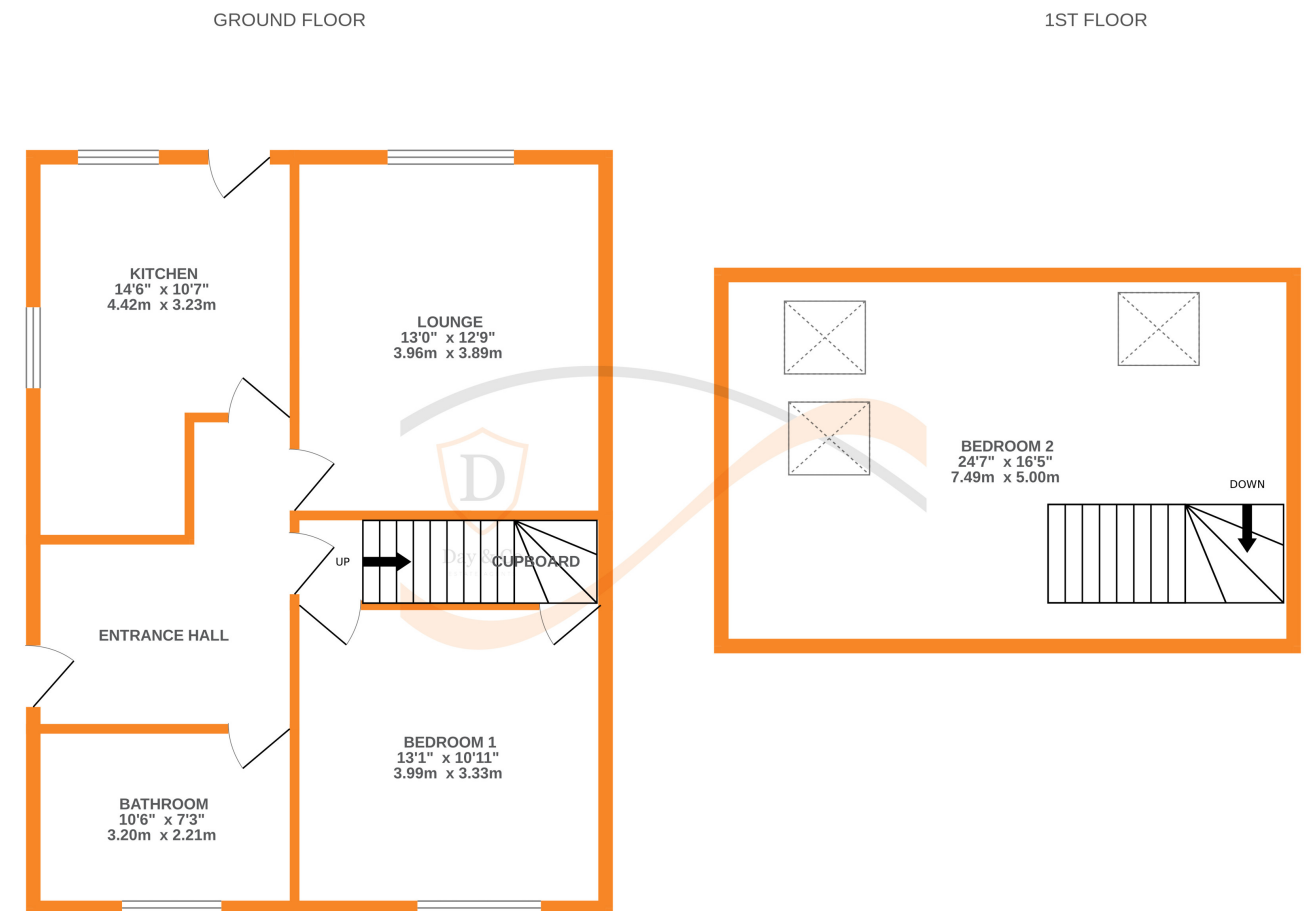 GROUND FLOOR
1ST FLOOR
KITCHEN
14'6" x 10'7"
4.42m x 3.23m
LOUNGE
13'0" x 12'9"
3.96m x 3.89m
D
Day & Co
UP
CUPBOARD
ENTRANCE HALL
BEDROOM 1
13'1" x 10'11"
3.99m x 3.33m
BATHROOM
10'6" x 7'3"
3.20m x 2.21m
BEDROOM 2
24'7" x 16'5"
7.49m x 5.00m
DOWN